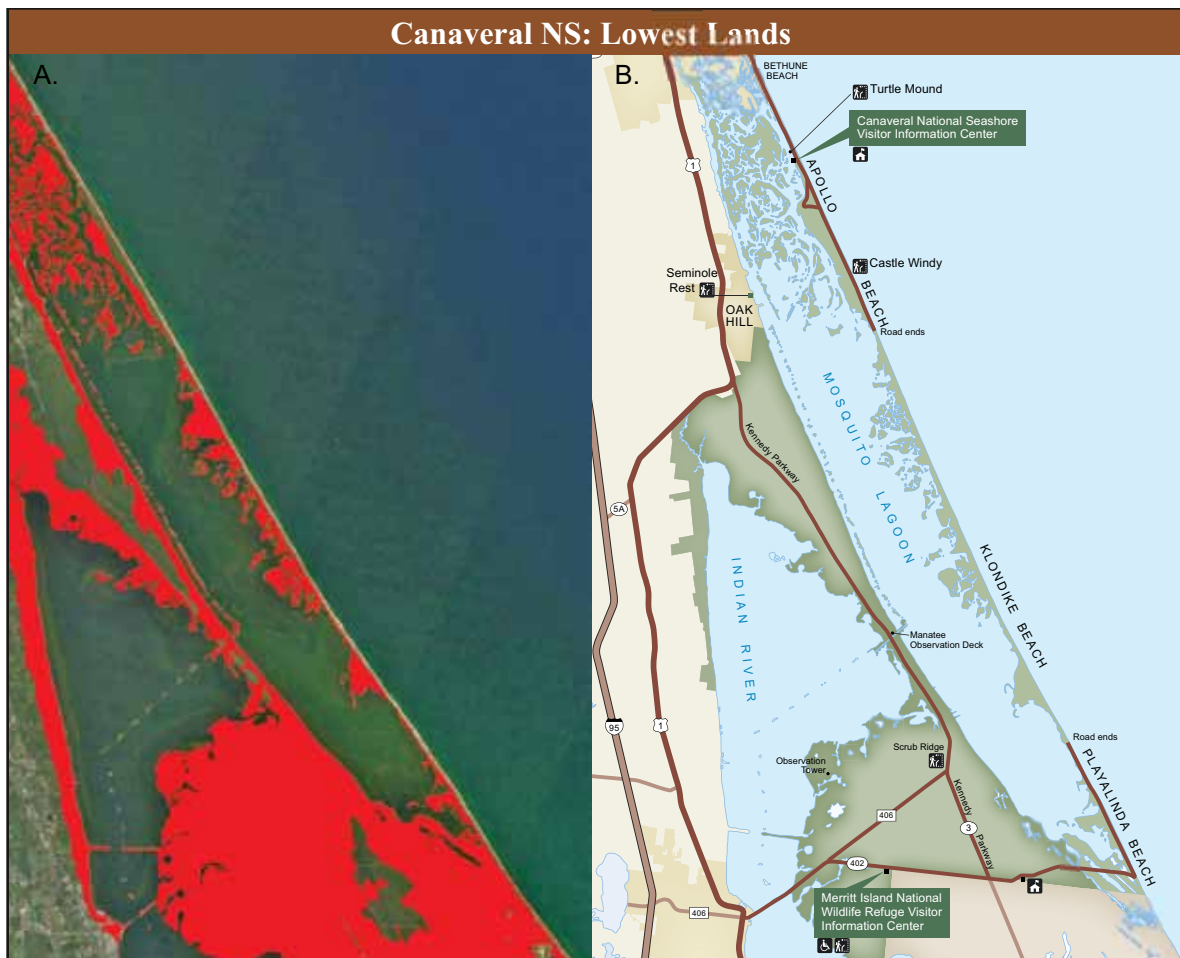 Canaveral NS: Lowest Lands
A.
B.
BETHUNE
BEACH
Turtle Mound
Canaveral National Seashore
Visitor Information Center
1
APOLLO
BEACH
Castle Windy
Seminole
Rest
OAK
HILL
Road ends
MOSQUITO
LAGOON
Kennedy Parkway
5A
KLONDIKE BEACH
INDIAN RIVER
Manatee
Observation Deck
95
1
Road ends
Scrub Ridge
Observation
Tower
PLAYALINDA BEACH
Kennedy
Parkway
406
3
402
Merritt Island National
Wildlife Refuge Visitor
Information Center
406